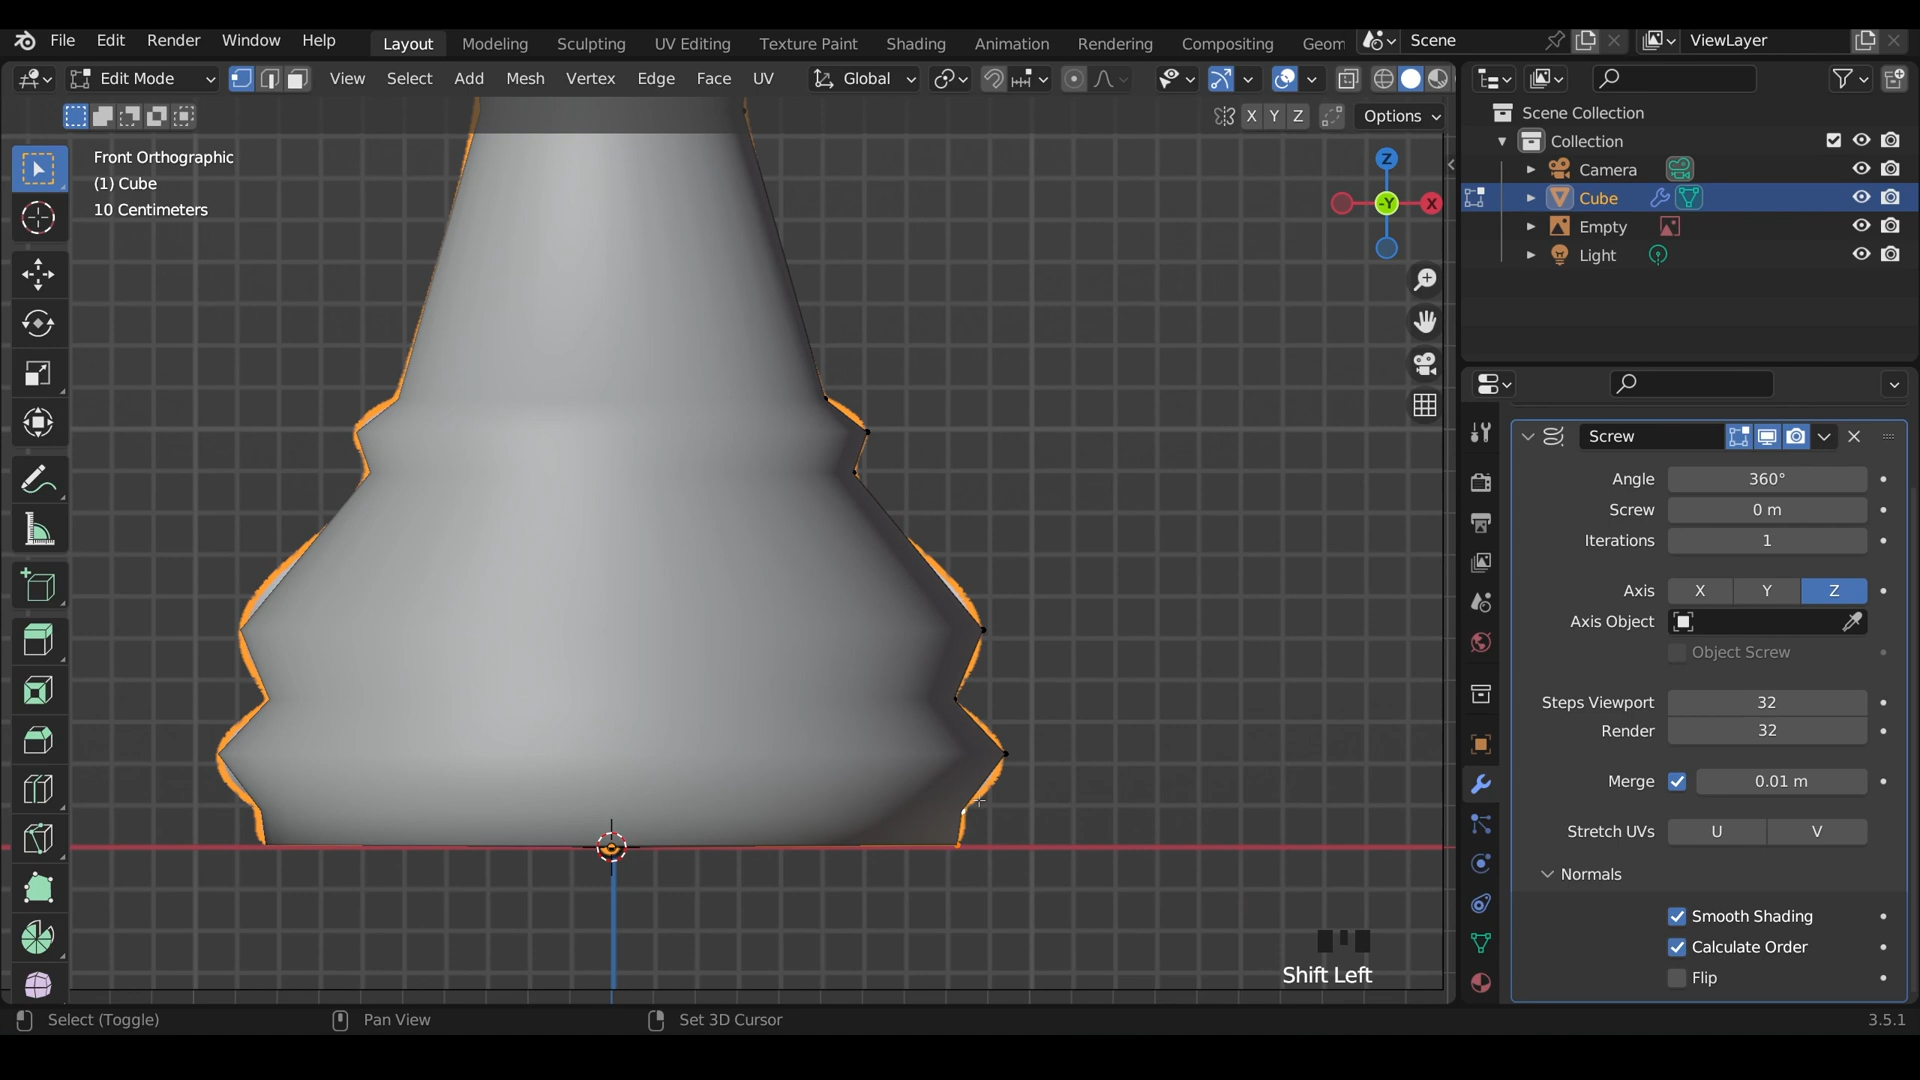 File Edit Render Window Help Layout Modeling Sculpting UV Editing Texture Paint Shading Animation Rendering Compositing Geom Scene ViewLayer
Edit Mode View Select Add Mesh Vertex Edge Face UV Global
X Y Z Options
Front Orthographic
(1) Cube
10 Centimeters
Z
-Y
X
Shift Left
Scene Collection
Collection
Camera
Cube
Empty
Light
Screw
Angle 360°
Screw 0 m
Iterations 1
Axis X Y Z
Axis Object
Object Screw
Steps Viewport 32
Render 32
Merge 0.01 m
Stretch UVs U V
Normals
Smooth Shading
Calculate Order
Flip
Select (Toggle) Pan View Set 3D Cursor 3.5.1